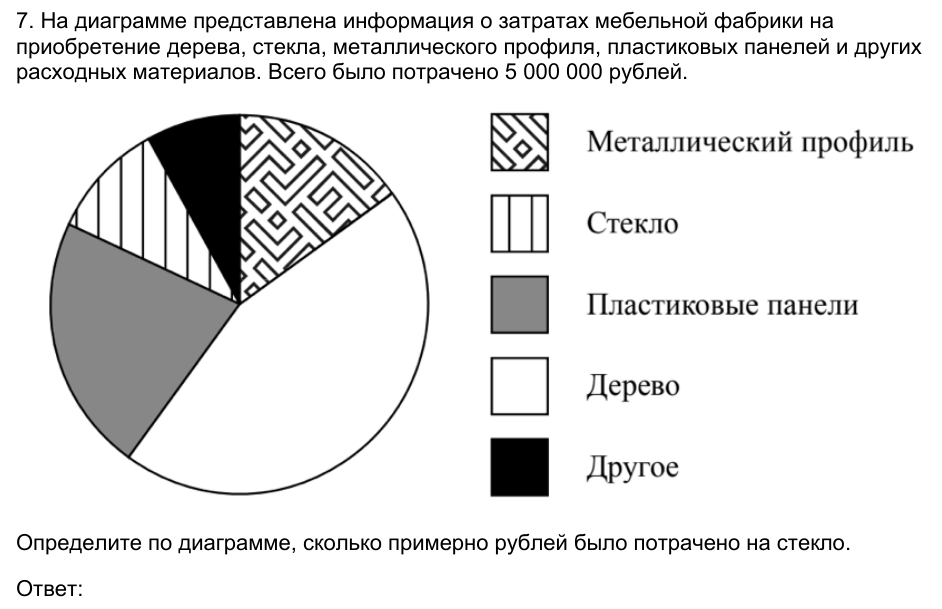 7. На диаграмме представлена информация о затратах мебельной фабрики на
приобретение дерева, стекла, металлического профиля, пластиковых панелей и других
расходных материалов. Всего было потрачено 5 000 000 рублей.
Металлический профиль
Стекло
Пластиковые панели
Дерево
Другое
Определите по диаграмме, сколько примерно рублей было потрачено на стекло.
Ответ: